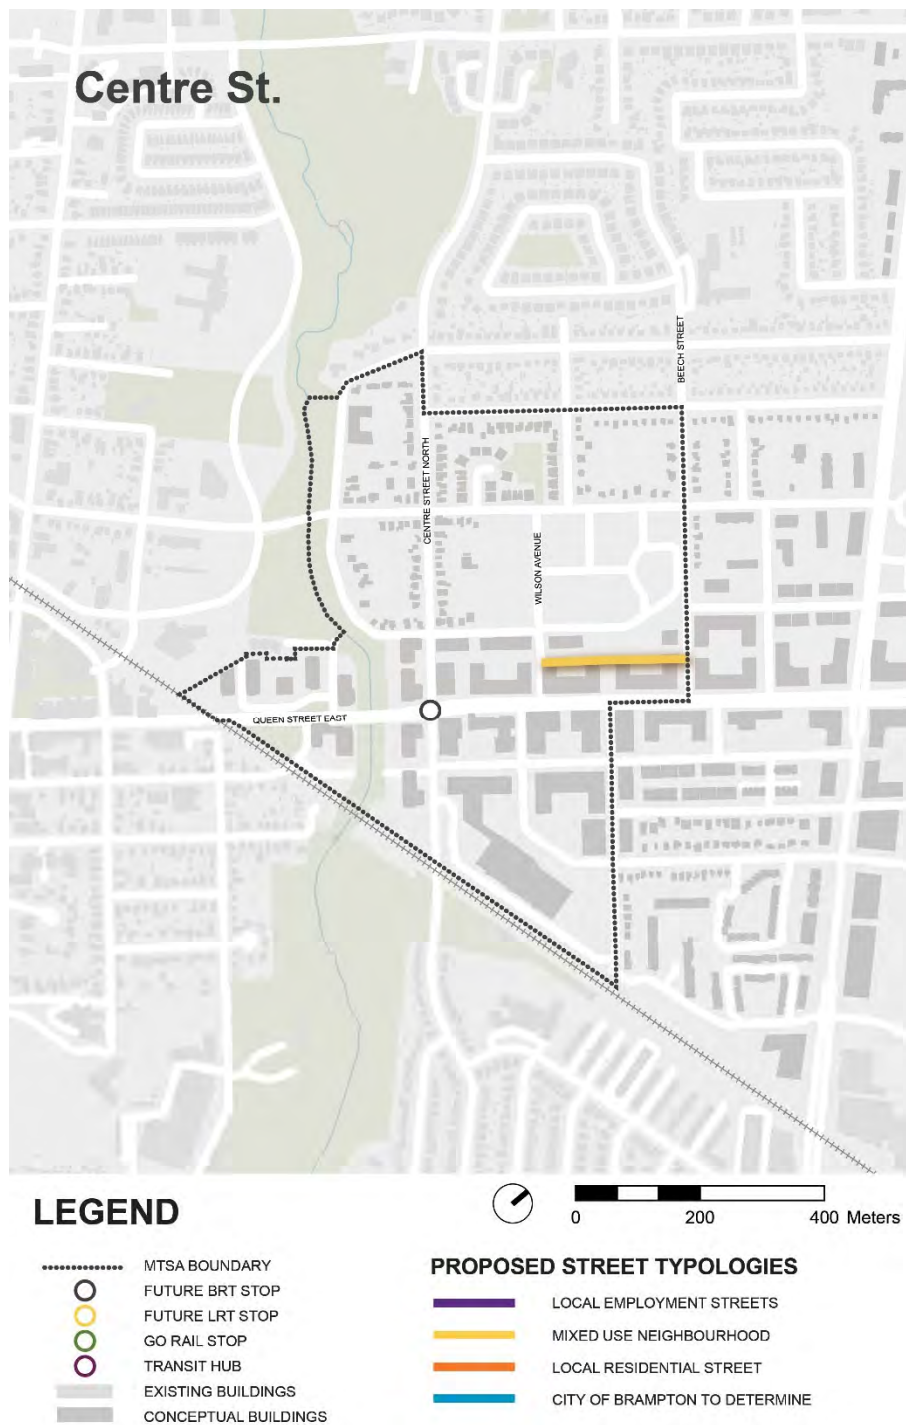 Centre St.
BEECH STREET
CENTRE STREET NORTH
WILSON AVENUE
QUEEN STREET EAST
LEGEND
0 200 400 Meters
MTSA BOUNDARY
FUTURE BRT STOP
FUTURE LRT STOP
GO RAIL STOP
TRANSIT HUB
EXISTING BUILDINGS
CONCEPTUAL BUILDINGS
PROPOSED STREET TYPOLOGIES
LOCAL EMPLOYMENT STREETS
MIXED USE NEIGHBOURHOOD
LOCAL RESIDENTIAL STREET
CITY OF BRAMPTON TO DETERMINE